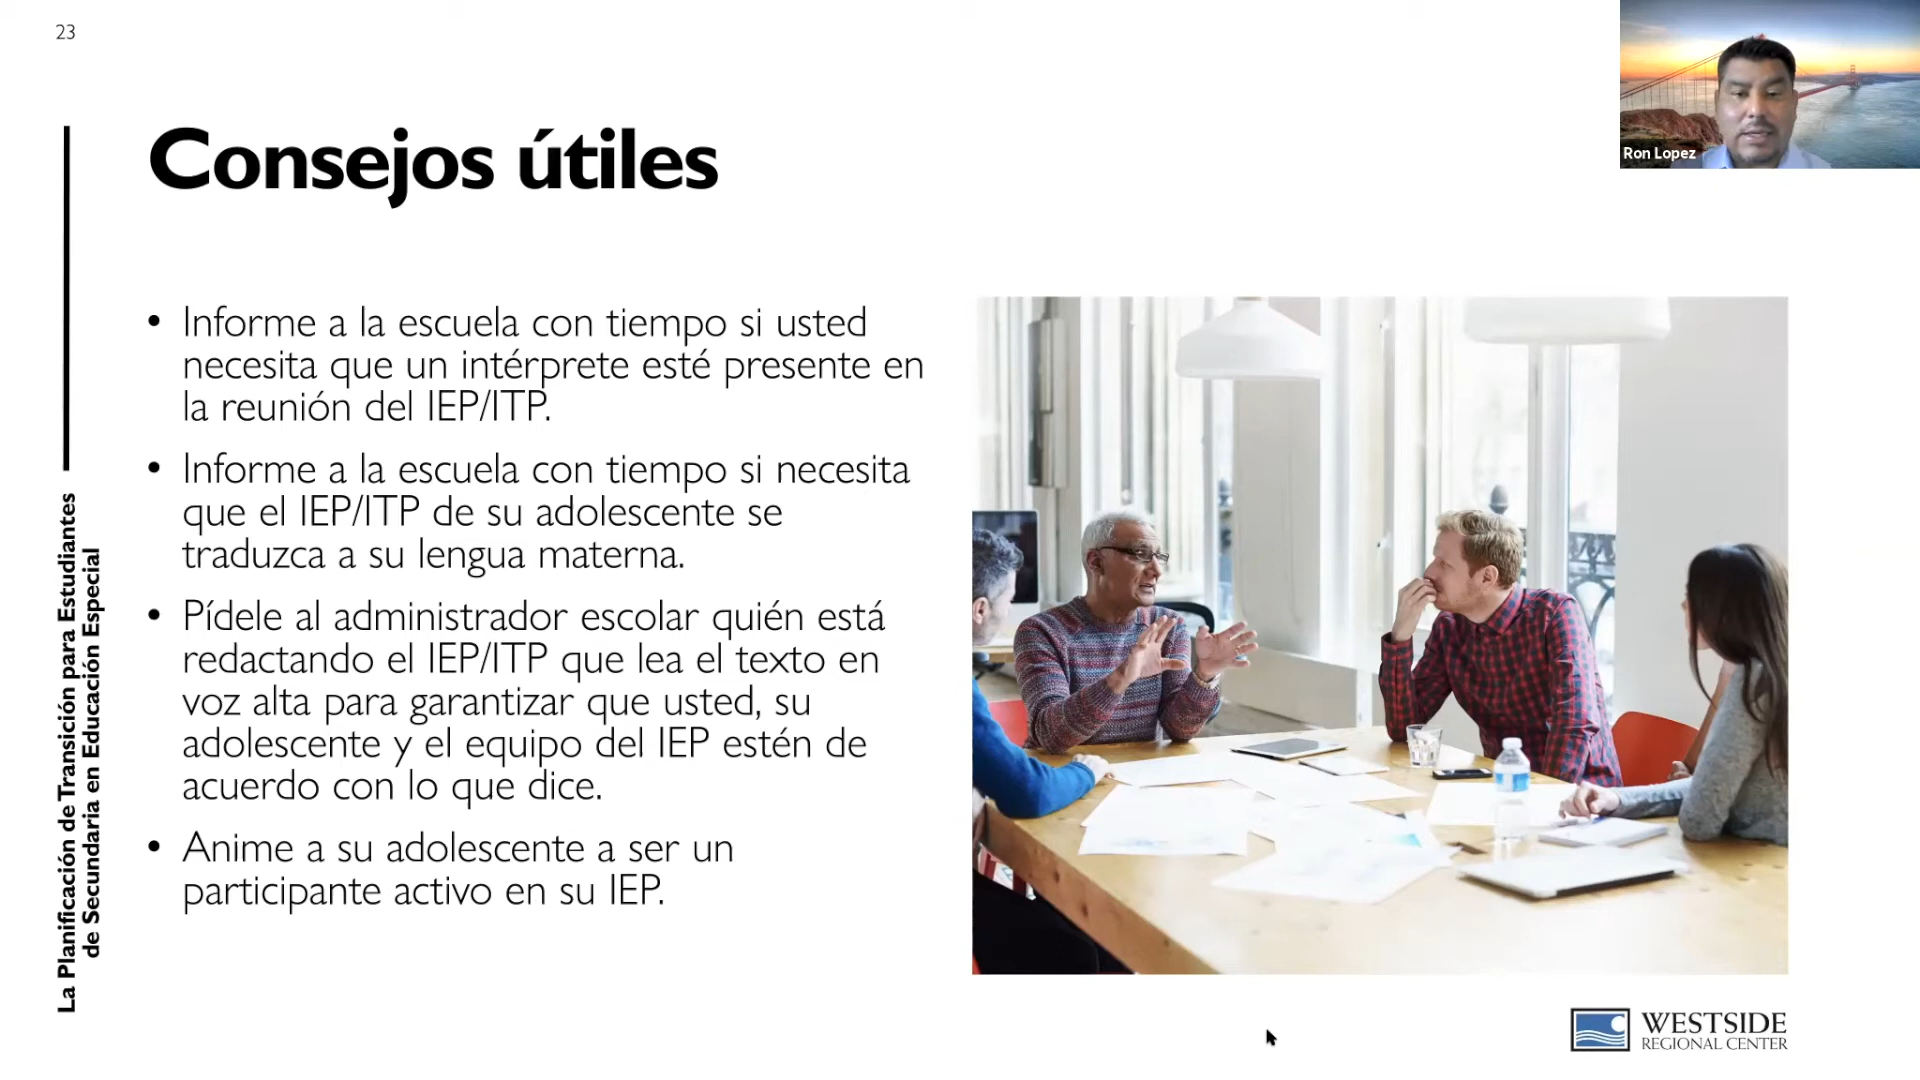 23
Ron Lopez
Consejos útiles
• Informe a la escuela con tiempo si usted
necesita que un intérprete esté presente en
la reunión del IEP/ITP.
• Informe a la escuela con tiempo si necesita
que el IEP/ITP de su adolescente se
traduzca a su lengua materna.
• Pídele al administrador escolar quién está
redactando el IEP/ITP que lea el texto en
voz alta para garantizar que usted, su
adolescente y el equipo del IEP estén de
acuerdo con lo que dice.
• Anime a su adolescente a ser un
participante activo en su IEP.
La Planificación de Transición para Estudiantes
de Secundaria en Educación Especial
WESTSIDE
REGIONAL CENTER